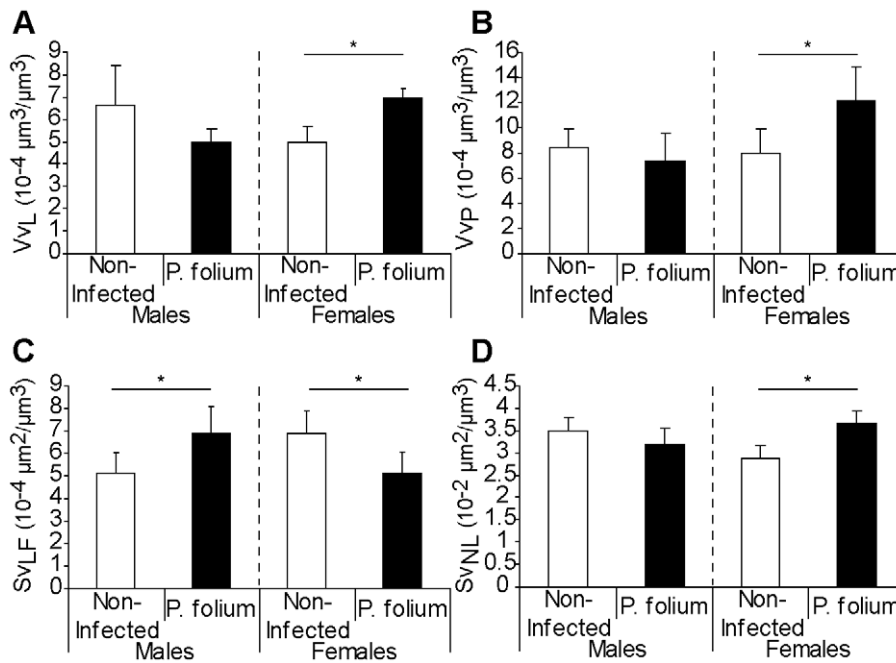 A
VvL (10-4 µm3/µm3)
9
8
7
6
5
4
3
2
1
0
*
Non-
Infected
P. folium
Non-
Infected
P. folium
Males
Females
B
VvP (10-4 µm3/µm3)
16
14
12
10
8
6
4
2
0
*
Non-
Infected
P. folium
Non-
Infected
P. folium
Males
Females
C
SvLF (10-4 µm2/µm3)
9
8
7
6
5
4
3
2
1
0
*
*
Non-
Infected
P. folium
Non-
Infected
P. folium
Males
Females
D
SvNL (10-2 µm2/µm3)
4.5
4
3.5
3
2.5
2
1.5
1
0.5
0
*
Non-
Infected
P. folium
Non-
Infected
P. folium
Males
Females